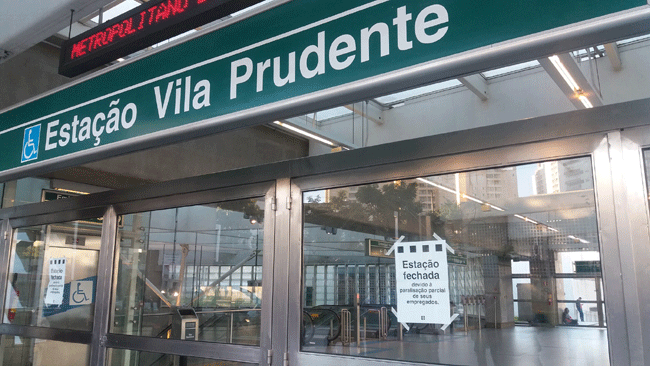 METROPOLITANO
Estação Vila Prudente
Estação
fechada
devido à
paralisação parcial
de seus
empregados.